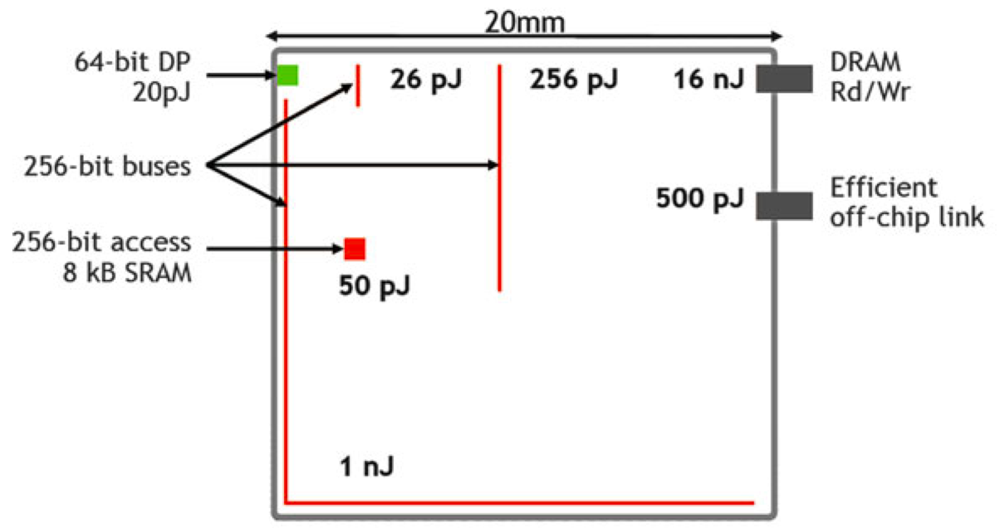 20mm
64-bit DP
20pJ
26 pJ
256 pJ
16 nJ
DRAM
Rd/Wr
256-bit buses
500 pJ
Efficient
off-chip link
256-bit access
8 kB SRAM
50 pJ
1 nJ